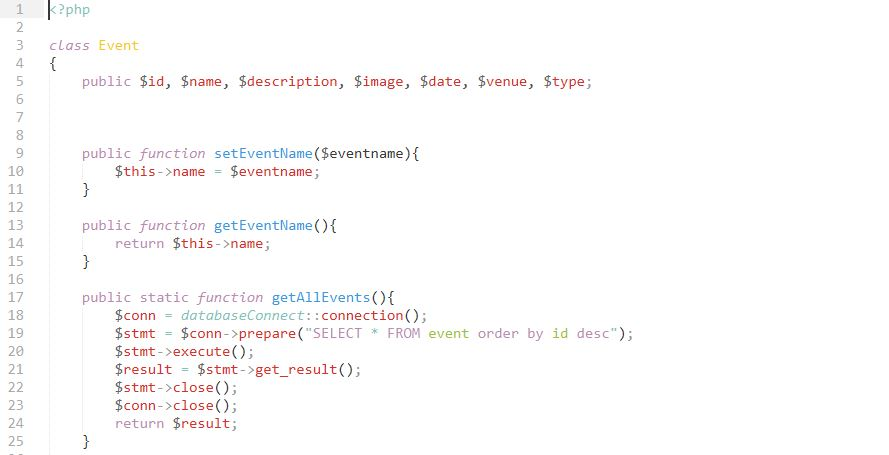 1 <?php
2
3 class Event
4 {
5     public $id, $name, $description, $image, $date, $venue, $type;
6
7
8
9     public function setEventName($eventname){
10         $this->name = $eventname;
11     }
12
13     public function getEventName(){
14         return $this->name;
15     }
16
17     public static function getAllEvents(){
18         $conn = databaseConnect::connection();
19         $stmt = $conn->prepare("SELECT * FROM event order by id desc");
20         $stmt->execute();
21         $result = $stmt->get_result();
22         $stmt->close();
23         $conn->close();
24         return $result;
25     }